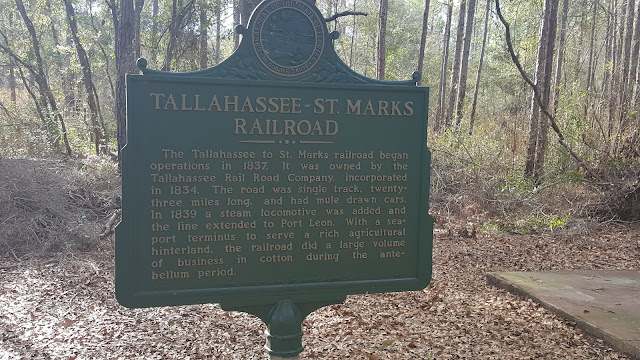 TALLAHASSEE-ST. MARKS
RAILROAD
The Tallahassee to St. Marks railroad began
operations in 1837. It was owned by the
Tallahassee Rail Road Company, incorporated
in 1834. The road was single track, twenty-
three miles long, and had mule drawn cars.
In 1839 a steam locomotive was added and
the line extended to Port Leon. With a sea-
port terminus to serve a rich agricultural
hinterland, the railroad did a large volume
of business in cotton during the ante-
bellum period.